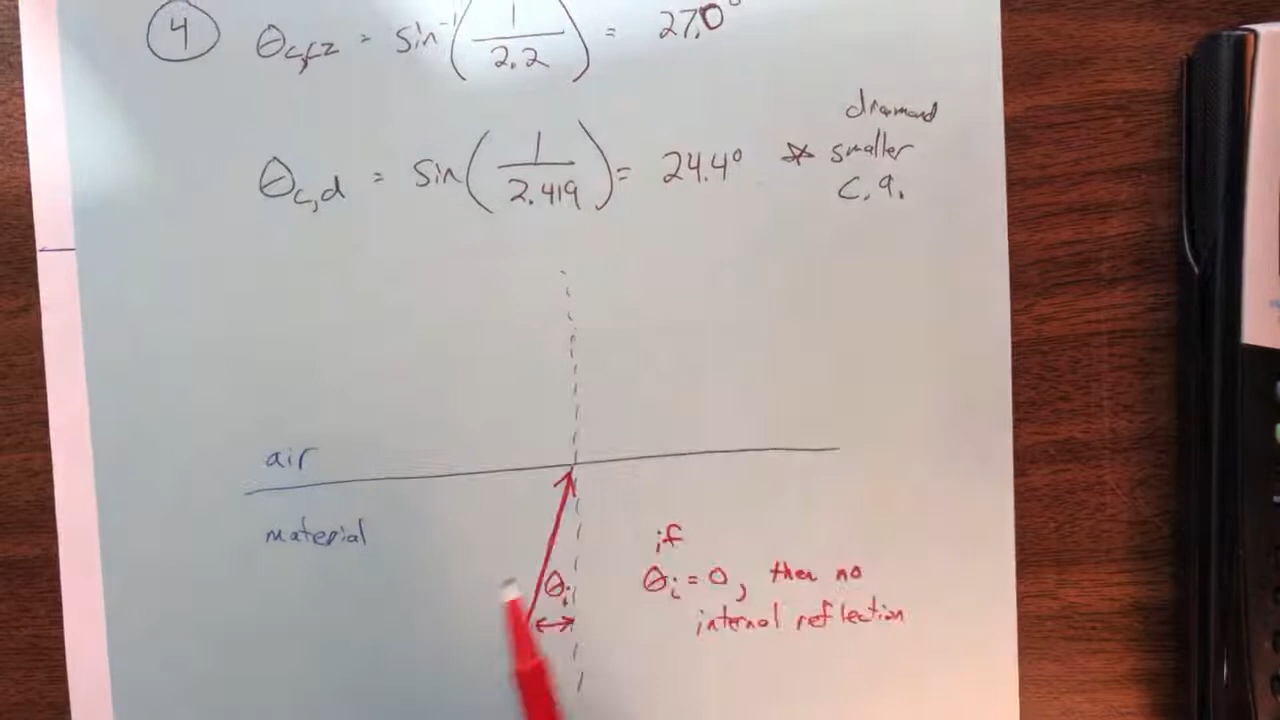 4 θc,cz = sin⁻¹(1/2.2) = 27.0°
θc,d = sin(1/2.419) = 24.4° * diamond
smaller
c.a.
air
material
θi
if
θi = 0, then no
internal reflection